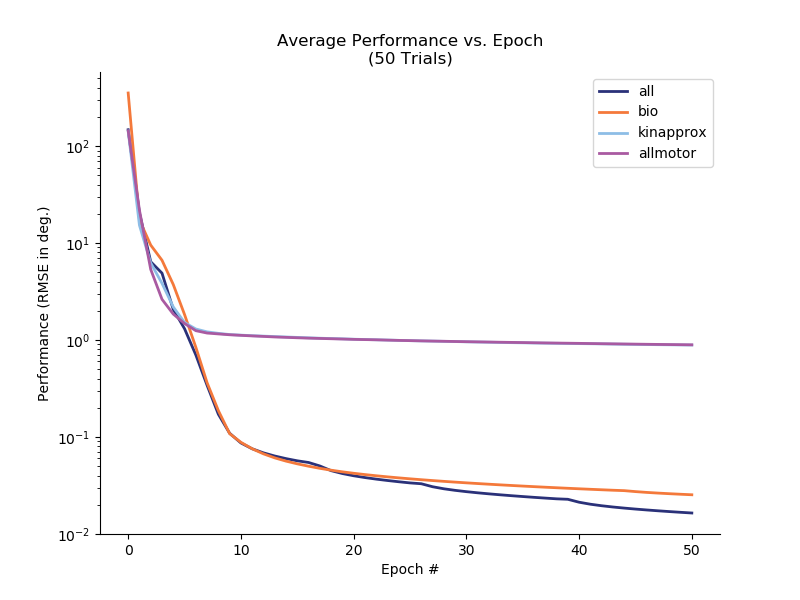 Average Performance vs. Epoch
(50 Trials)
all
bio
kinapprox
allmotor
Performance (RMSE in deg.)
10²
10¹
10⁰
10⁻¹
10⁻²
0 10 20 30 40 50
Epoch #